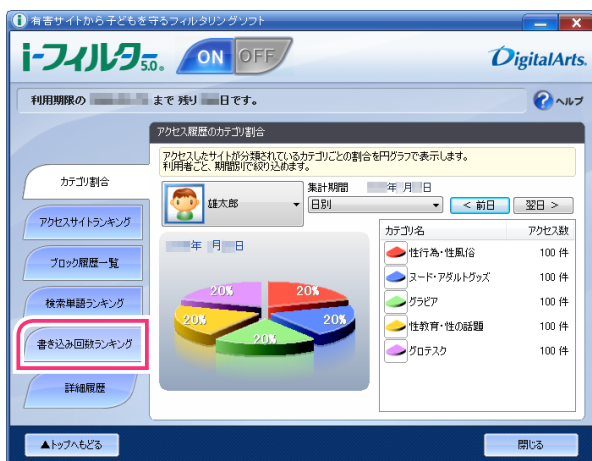 有害サイトから子どもを守るフィルタリングソフト
i-フィルター5.0. ON OFF DigitalArts.
利用期限の まで 残り 日です。 ヘルプ
アクセス履歴のカテゴリ割合
アクセスしたサイトが分類されているカテゴリごとの割合を円グラフで表示します。
利用者ごと、期間別で絞り込めます。
カテゴリ割合
アクセスサイトランキング
ブロック履歴一覧
検索単語ランキング
書き込み回数ランキング
詳細履歴
雄太郎
集計期間 年 月 日
日別 < 前日 翌日 >
年 月 日
20% 20%
20% 20%
20%
カテゴリ名 アクセス数
性行為・性風俗 100 件
ヌード・アダルトグッズ 100 件
グラビア 100 件
性教育・性の話題 100 件
グロテスク 100 件
▲トップへもどる 閉じる